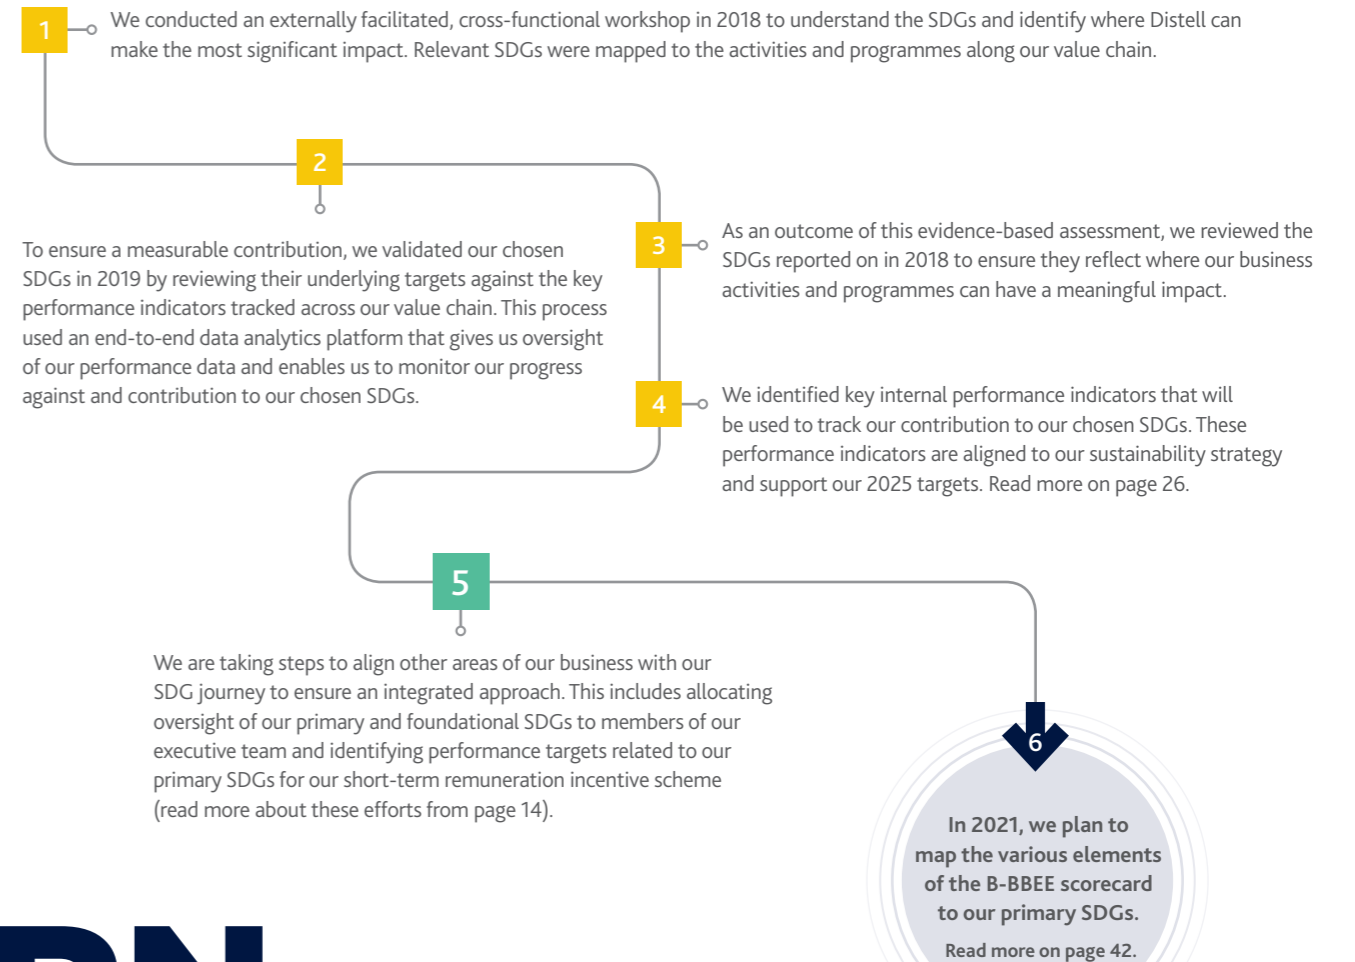 1
We conducted an externally facilitated, cross-functional workshop in 2018 to understand the SDGs and identify where Distell can
make the most significant impact. Relevant SDGs were mapped to the activities and programmes along our value chain.
2
To ensure a measurable contribution, we validated our chosen
SDGs in 2019 by reviewing their underlying targets against the key
performance indicators tracked across our value chain. This process
used an end-to-end data analytics platform that gives us oversight
of our performance data and enables us to monitor our progress
against and contribution to our chosen SDGs.
3
As an outcome of this evidence-based assessment, we reviewed the
SDGs reported on in 2018 to ensure they reflect where our business
activities and programmes can have a meaningful impact.
4
We identified key internal performance indicators that will
be used to track our contribution to our chosen SDGs. These
performance indicators are aligned to our sustainability strategy
and support our 2025 targets. Read more on page 26.
5
We are taking steps to align other areas of our business with our
SDG journey to ensure an integrated approach. This includes allocating
oversight of our primary and foundational SDGs to members of our
executive team and identifying performance targets related to our
primary SDGs for our short-term remuneration incentive scheme
(read more about these efforts from page 14).
6
In 2021, we plan to
map the various elements
of the B-BBEE scorecard
to our primary SDGs.
Read more on page 42.